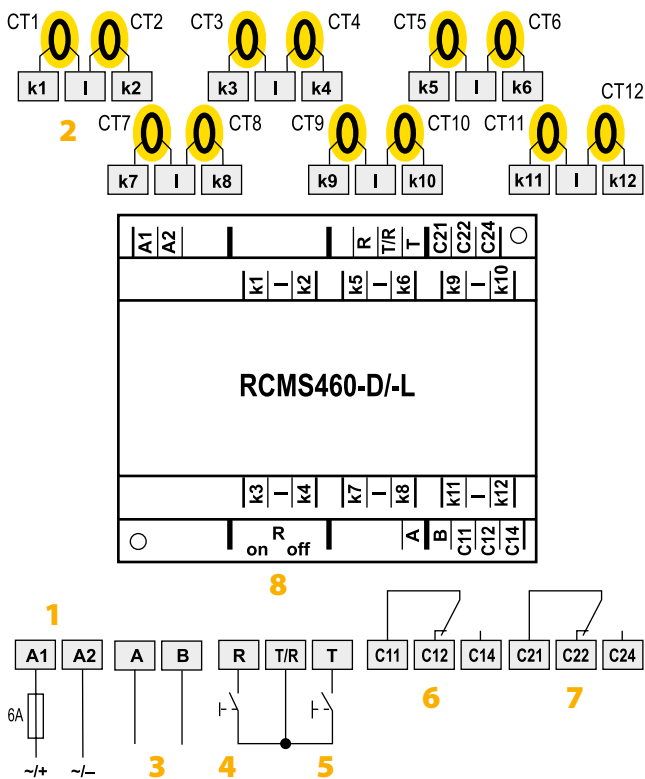 CT1 CT2 CT3 CT4 CT5 CT6
k1 l k2 k3 l k4 k5 l k6
CT12
2 CT7 CT8 CT9 CT10 CT11
k7 l k8 k9 l k10 k11 l k12
A1 A2 R T/R T C21 C22 C24
k1 l k2 k5 l k6 k9 l k10
RCMS460-D/-L
k3 l k4 k7 l k8 k11 l k12
R
on off A B C11 C12 C14
8
1
A1 A2 A B R T/R T C11 C12 C14 C21 C22 C24
6 7
6A
~/+ ~/– 3 4 5